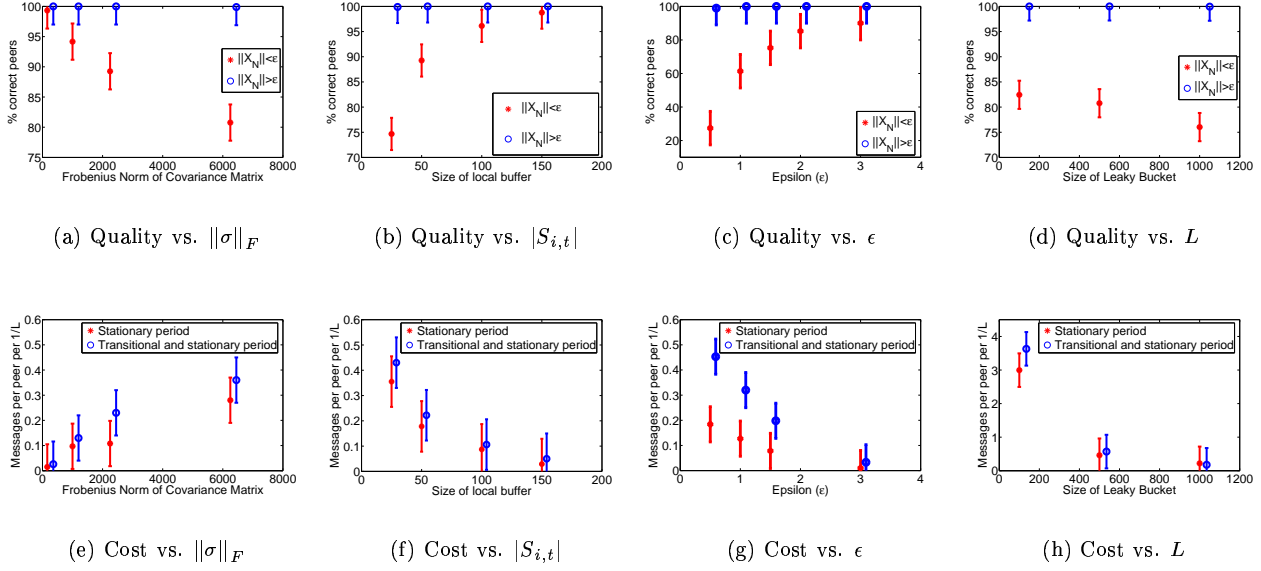 100
95
90
85
80
75
% correct peers
||X_N||<ε
||X_N||>ε
0 2000 4000 6000 8000
Frobenius Norm of Covariance Matrix
(a) Quality vs. ||σ||_F
100
95
90
85
80
75
70
% correct peers
||X_N||<ε
||X_N||>ε
0 50 100 150 200
Size of local buffer
(b) Quality vs. |S_{i,t}|
100
80
60
40
20
% correct peers
||X_N||<ε
||X_N||>ε
0 1 2 3 4
Epsilon (ε)
(c) Quality vs. ϵ
100
95
90
85
80
75
70
% correct peers
||X_N||<ε
||X_N||>ε
0 200 400 600 800 1000 1200
Size of Leaky Bucket
(d) Quality vs. L
0.6
0.5
0.4
0.3
0.2
0.1
0
Messages per peer per 1/L
Stationary period
Transitional and stationary period
0 2000 4000 6000 8000
Frobenius Norm of Covariance Matrix
(e) Cost vs. ||σ||_F
0.6
0.5
0.4
0.3
0.2
0.1
0
Messages per peer per 1/L
Stationary period
Transitional and stationary period
0 50 100 150 200
Size of local buffer
(f) Cost vs. |S_{i,t}|
0.6
0.5
0.4
0.3
0.2
0.1
0
Messages per peer per 1/L
Stationary period
Transitional and stationary period
0 1 2 3 4
Epsilon (ε)
(g) Cost vs. ϵ
4
3
2
1
0
Messages per peer per 1/L
Stationary period
Transitional and stationary period
0 200 400 600 800 1000 1200
Size of Leaky Bucket
(h) Cost vs. L